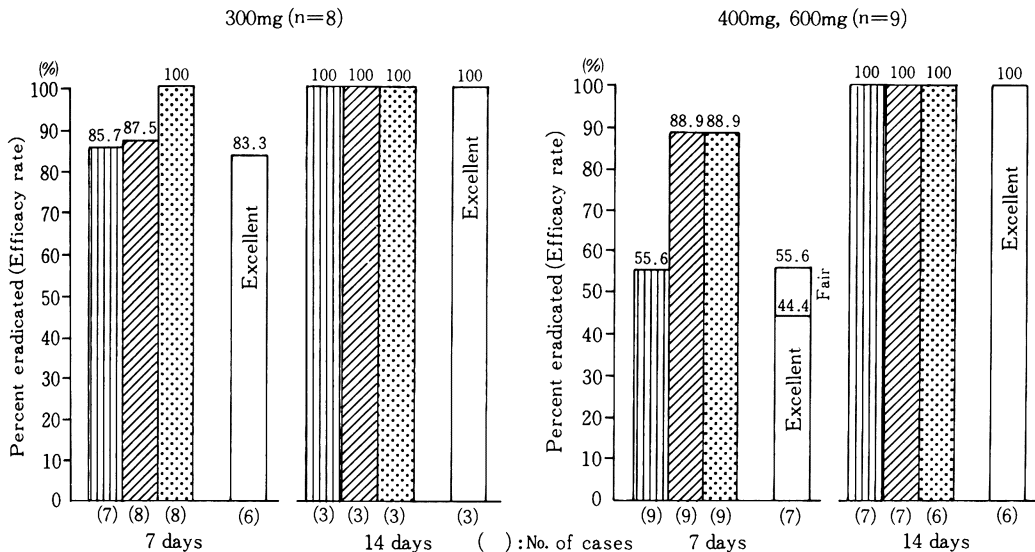 300mg (n=8)
400mg, 600mg (n=9)
Percent eradicated (Efficacy rate)
(%)
100
90
80
70
60
50
40
30
20
10
0
85.7
87.5
100
83.3
Excellent
(7) (8) (8) (6)
7 days
100 100 100 100
Excellent
(3) (3) (3) (3)
14 days
( ) : No. of cases
Percent eradicated (Efficacy rate)
(%)
100
90
80
70
60
50
40
30
20
10
0
55.6
88.9 88.9
55.6
Fair
44.4
Excellent
(9) (9) (9) (7)
7 days
100 100 100 100
Excellent
(7) (7) (6) (6)
14 days